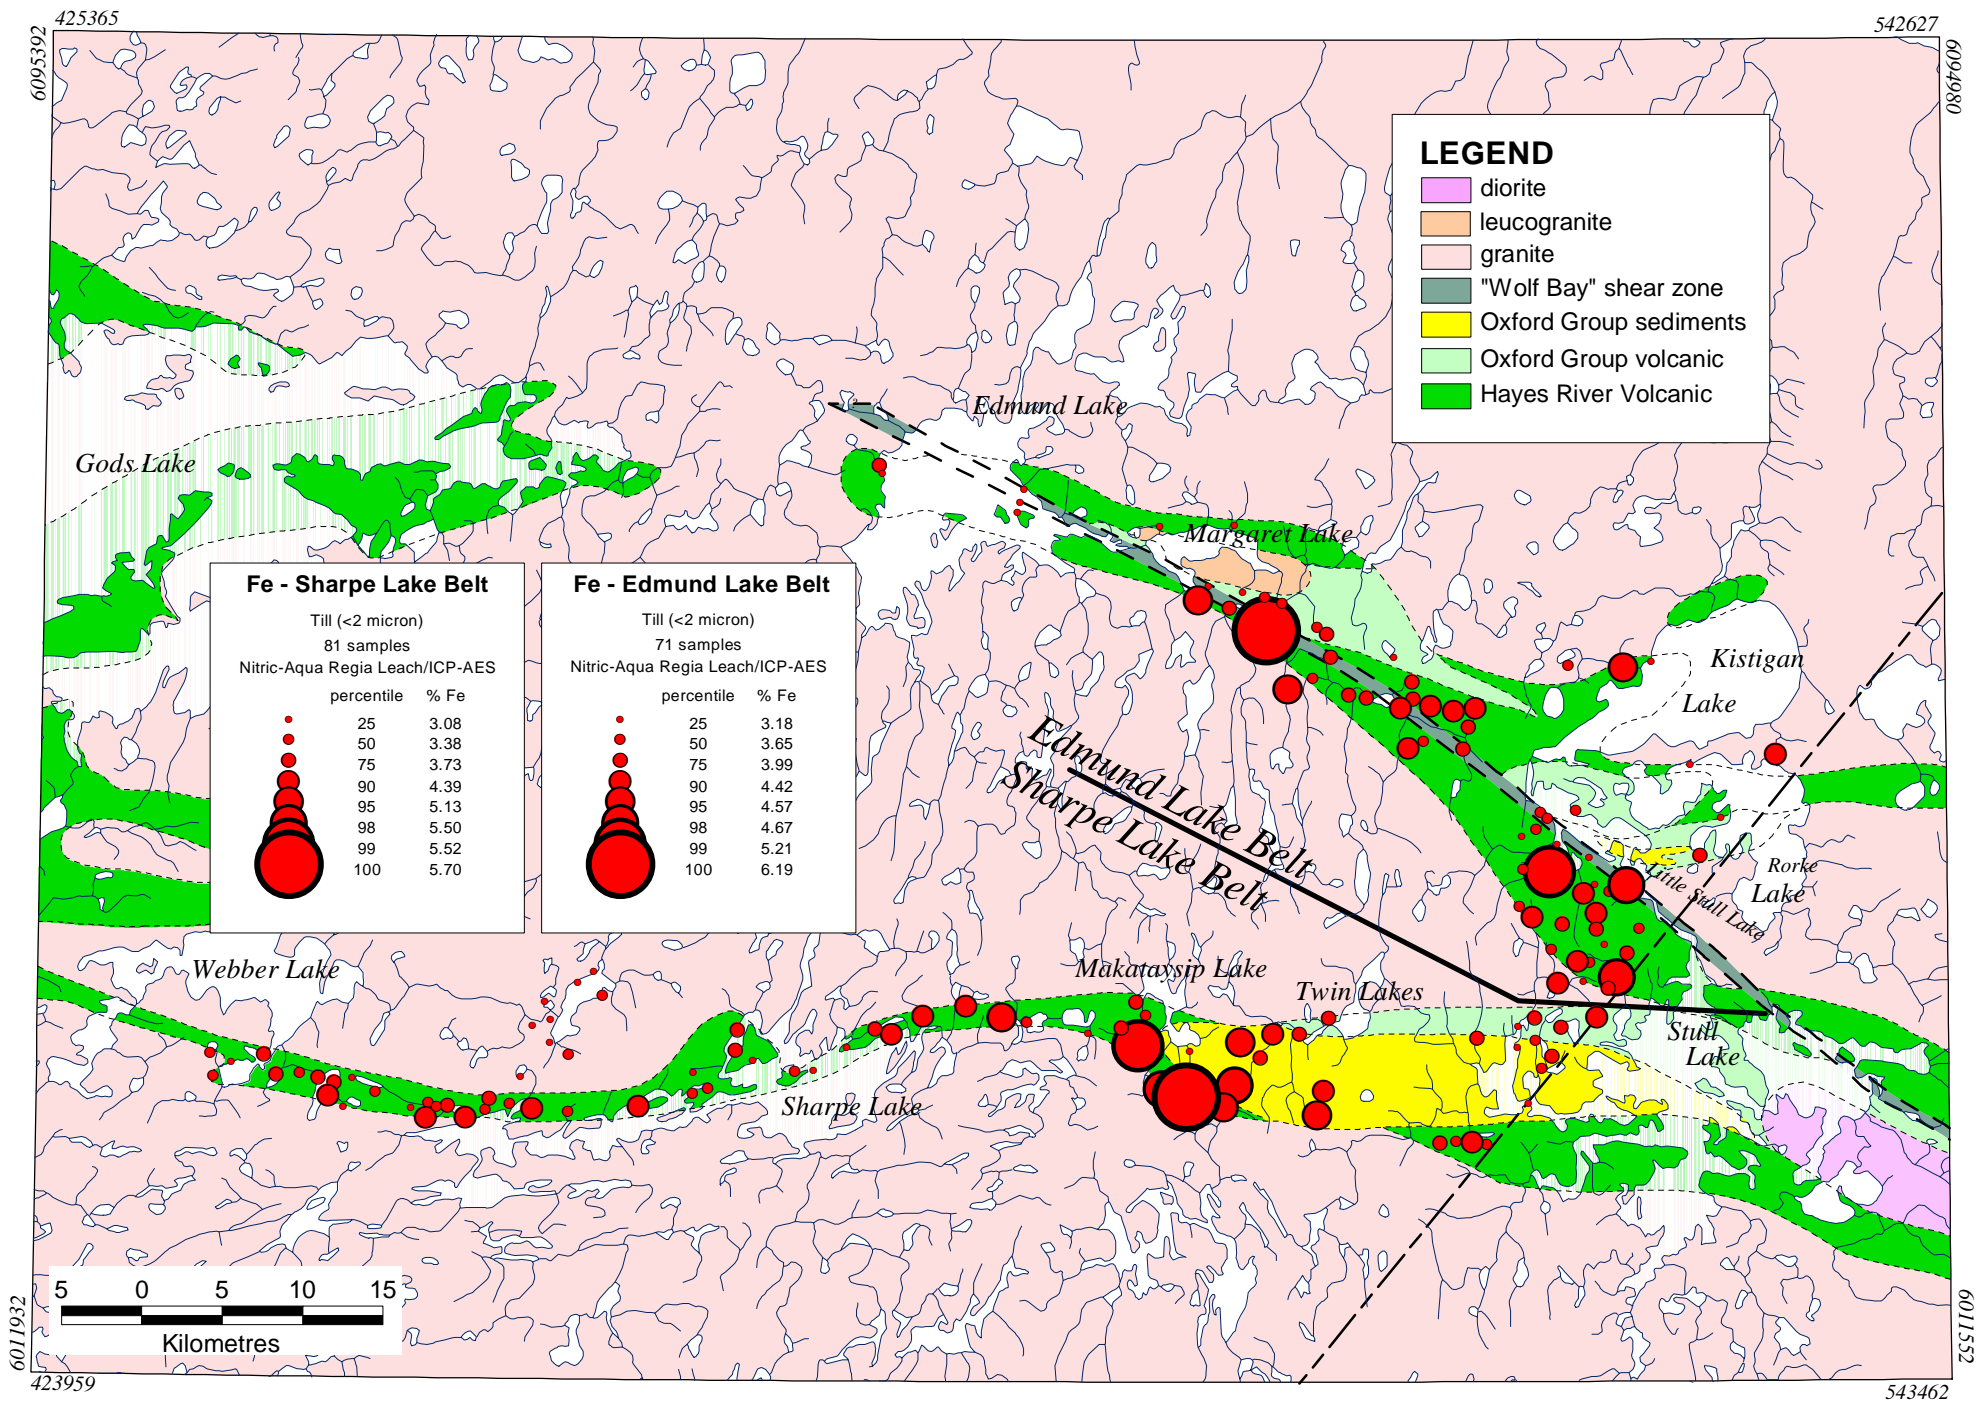 425365
542627
6095392
6094980
LEGEND
diorite
leucogranite
granite
"Wolf Bay" shear zone
Oxford Group sediments
Oxford Group volcanic
Hayes River Volcanic
Edmund Lake
Gods Lake
Margaret Lake
Kistigan
Lake
Fe - Sharpe Lake Belt
Till (<2 micron)
81 samples
Nitric-Aqua Regia Leach/ICP-AES
percentile % Fe
25 3.08
50 3.38
75 3.73
90 4.39
95 5.13
98 5.50
99 5.52
100 5.70
Fe - Edmund Lake Belt
Till (<2 micron)
71 samples
Nitric-Aqua Regia Leach/ICP-AES
percentile % Fe
25 3.18
50 3.65
75 3.99
90 4.42
95 4.57
98 4.67
99 5.21
100 6.19
Edmund Lake Belt
Sharpe Lake Belt
Rorke
Lake
Little Stull Lake
Webber Lake
Makataysip Lake
Twin Lakes
Stull
Lake
Sharpe Lake
5 0 5 10 15
Kilometres
6011932
423959
6011552
543462